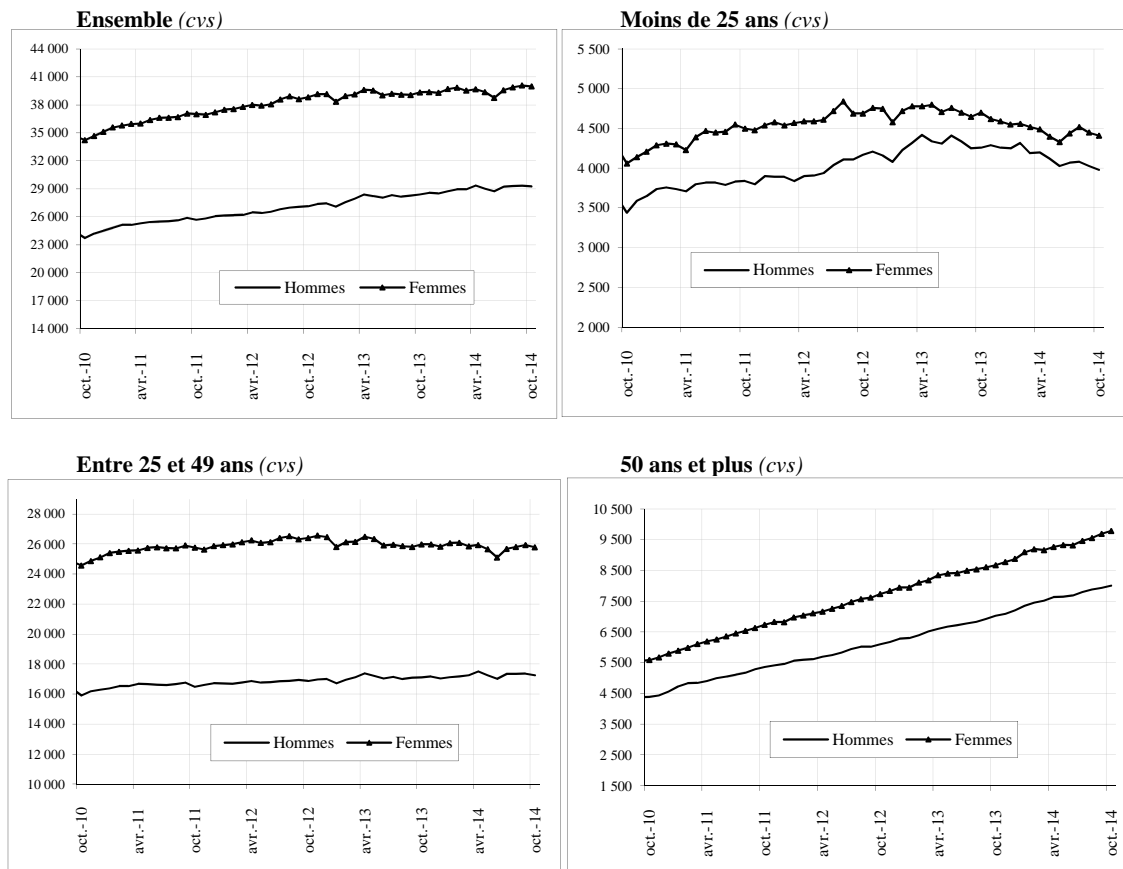 Ensemble (cvs)
44 000
41 000
38 000
35 000
32 000
29 000
26 000
23 000
20 000
17 000
14 000
Hommes
Femmes
oct.-10
avr.-11
oct.-11
avr.-12
oct.-12
avr.-13
oct.-13
avr.-14
oct.-14
Moins de 25 ans (cvs)
5 500
5 000
4 500
4 000
3 500
3 000
2 500
2 000
Hommes
Femmes
oct.-10
avr.-11
oct.-11
avr.-12
oct.-12
avr.-13
oct.-13
avr.-14
oct.-14
Entre 25 et 49 ans (cvs)
28 000
26 000
24 000
22 000
20 000
18 000
16 000
14 000
12 000
10 000
Hommes
Femmes
oct.-10
avr.-11
oct.-11
avr.-12
oct.-12
avr.-13
oct.-13
avr.-14
oct.-14
50 ans et plus (cvs)
10 500
9 500
8 500
7 500
6 500
5 500
4 500
3 500
2 500
1 500
Hommes
Femmes
oct.-10
avr.-11
oct.-11
avr.-12
oct.-12
avr.-13
oct.-13
avr.-14
oct.-14